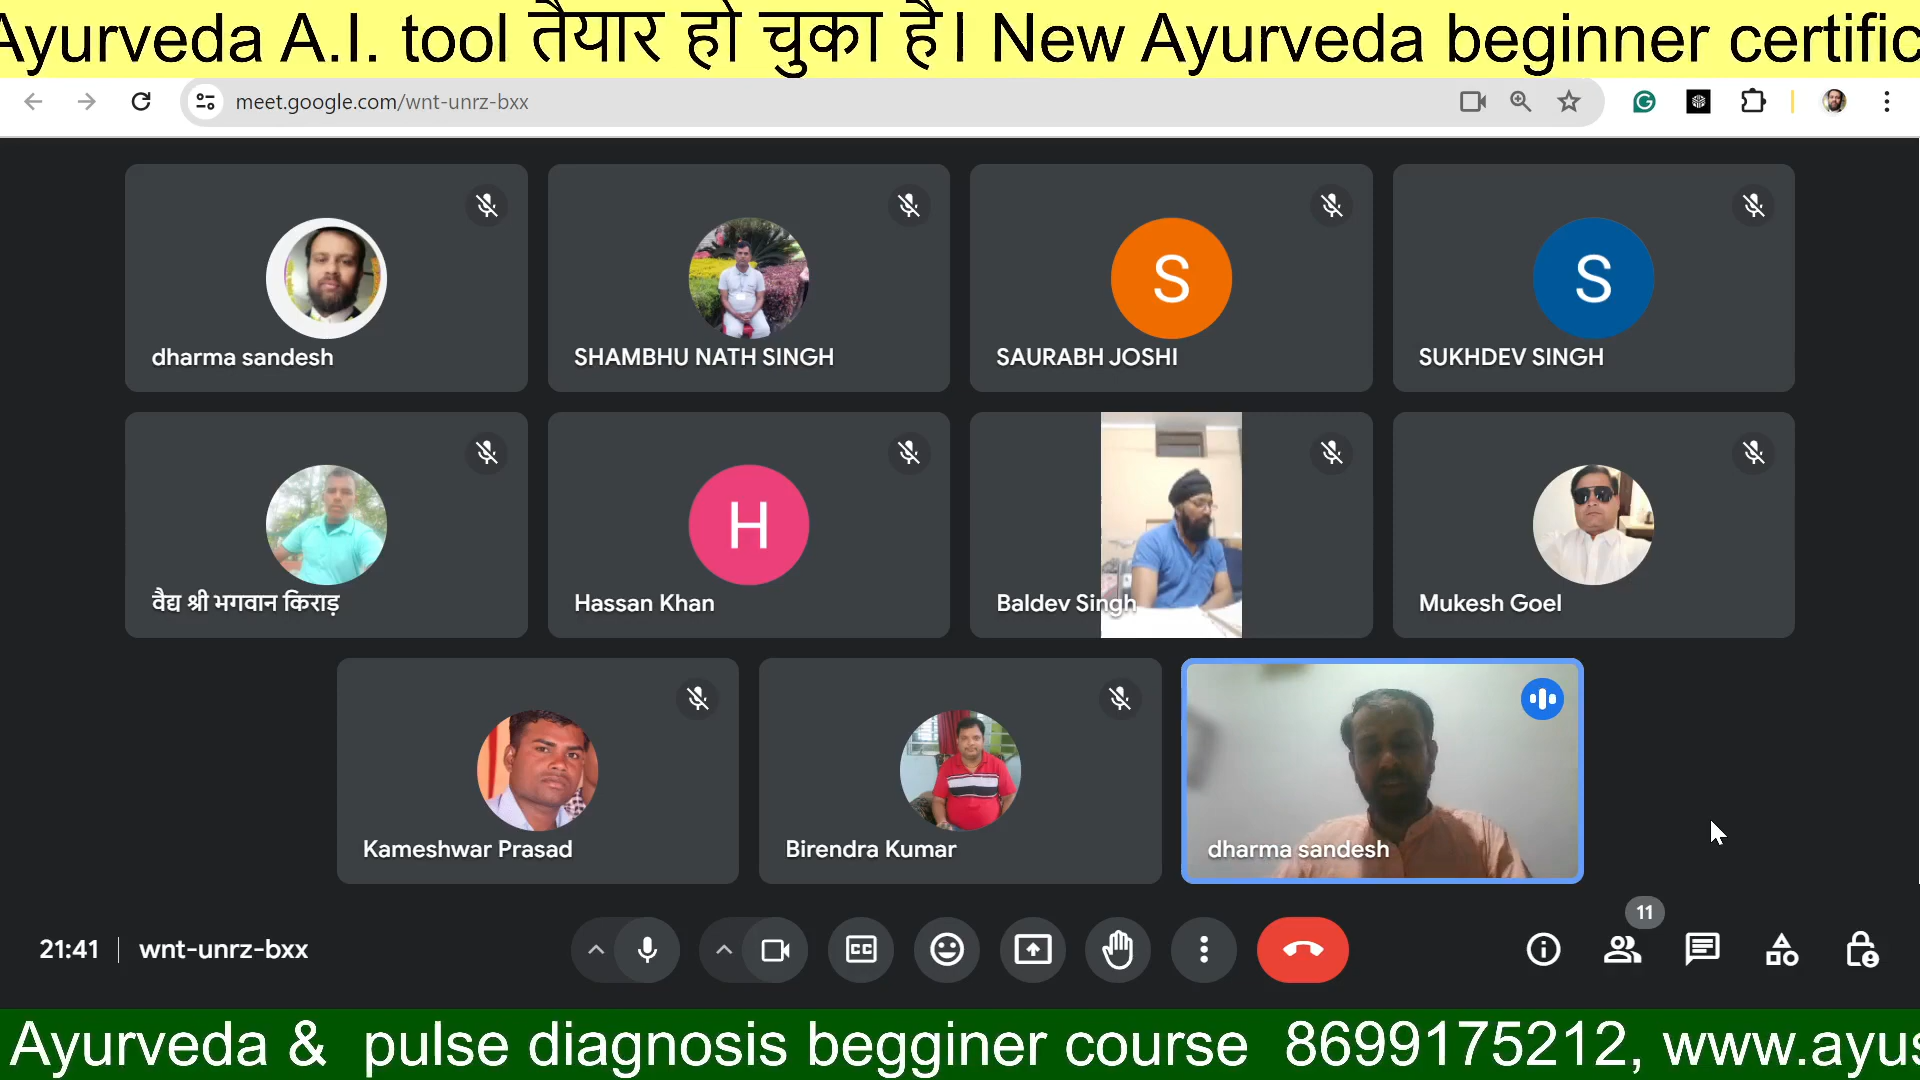 Ayurveda A.I. tool तैयार हो चुका है। New Ayurveda beginner certific
meet.google.com/wnt-unrz-bxx
dharma sandesh
SHAMBHU NATH SINGH
S
SAURABH JOSHI
S
SUKHDEV SINGH
वैद्य श्री भगवान किराड़
H
Hassan Khan
Baldev Singh
Mukesh Goel
Kameshwar Prasad
Birendra Kumar
dharma sandesh
11
21:41 | wnt-unrz-bxx
CC
Ayurveda & pulse diagnosis begginer course 8699175212, www.ayus